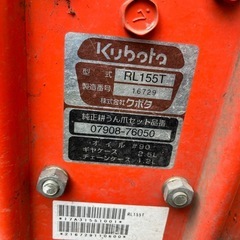 Kubota
型式 RL155T
製造番号 16729
株式会社クボタ
純正耕うん爪セット品番
07908-76050
オイル #90
ギヤケース 2.6L
チェーンケース 1.2L
RL155T